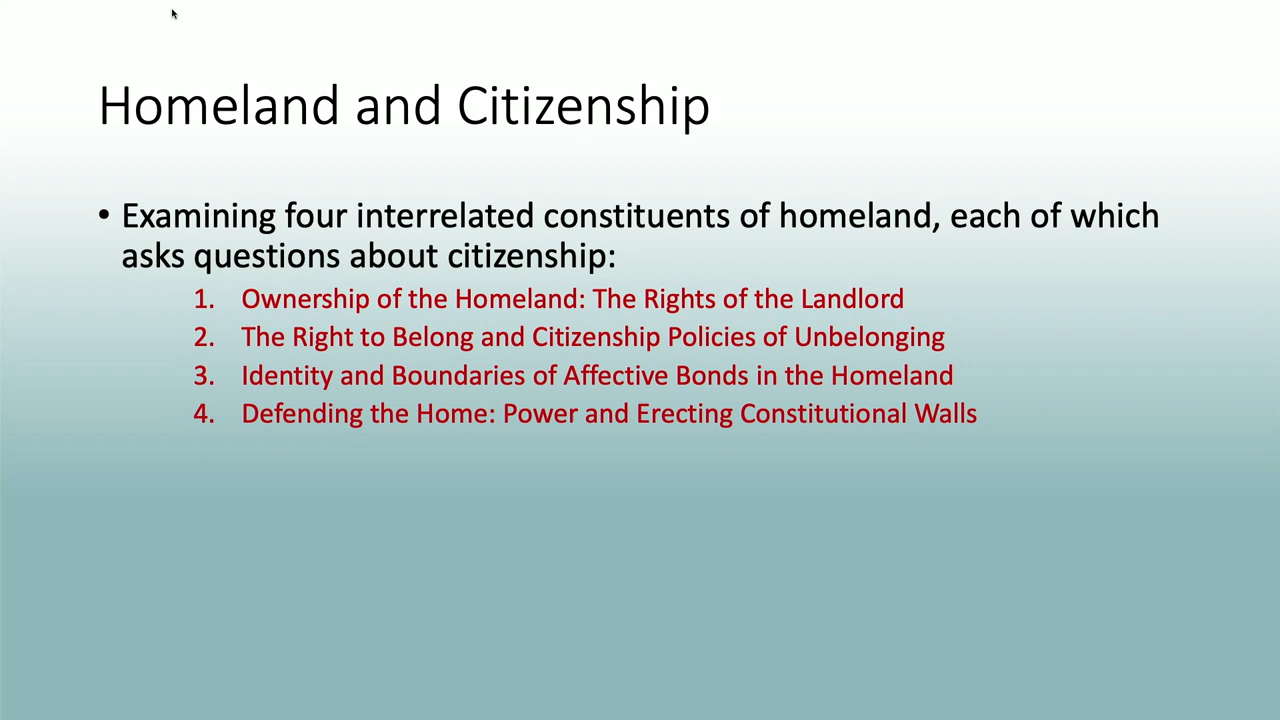 Homeland and Citizenship
• Examining four interrelated constituents of homeland, each of which
asks questions about citizenship:
1. Ownership of the Homeland: The Rights of the Landlord
2. The Right to Belong and Citizenship Policies of Unbelonging
3. Identity and Boundaries of Affective Bonds in the Homeland
4. Defending the Home: Power and Erecting Constitutional Walls